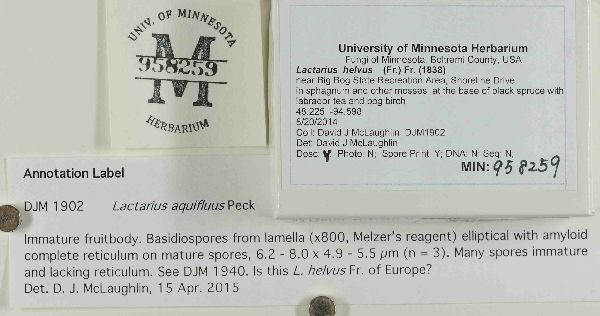 UNIV. OF MINNESOTA
M
958259
HERBARIUM
University of Minnesota Herbarium
Fungi of Minnesota, Beltrami County, USA
Lactarius helvus (Fr.) Fr. (1838)
near Big Bog State Recreation Area, Shoreline Drive
in sphagnum and other mosses at the base of black spruce with
labrador tea and bog birch
48.225 -94.598
8/20/2014
Coll: David J McLaughlin DJM1902
Det: David J McLaughlin
Desc: Y Photo: N; Spore Print: Y; DNA: N; Seq: N;
MIN: 958259
Annotation Label
DJM 1902 Lactarius aquifluus Peck
Immature fruitbody. Basidiospores from lamella (x800, Melzer's reagent) elliptical with amyloid
complete reticulum on mature spores, 6.2 - 8.0 x 4.9 - 5.5 µm (n = 3). Many spores immature
and lacking reticulum. See DJM 1940. Is this L. helvus Fr. of Europe?
Det. D. J. McLaughlin, 15 Apr. 2015